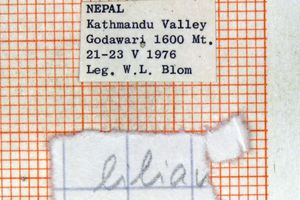 NEPAL
Kathmandu Valley
Godawari 1600 Mt.
21-23 V 1976
Leg. W.L. Blom